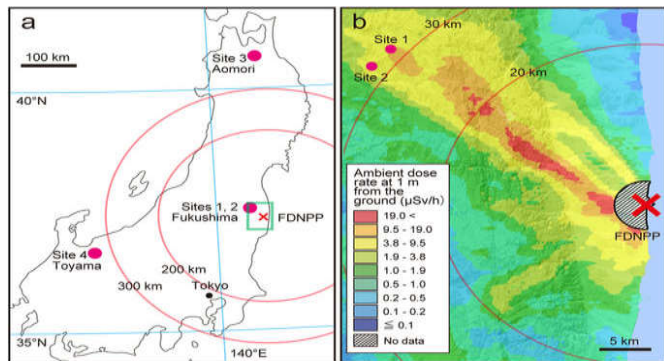 a
100 km
Site 3
Aomori
40°N
Sites 1, 2
Fukushima
FDNPP
Site 4
Toyama
200 km
300 km
Tokyo
35°N
140°E
b
30 km
Site 1
Site 2
20 km
Ambient dose
rate at 1 m
from the
ground (μSv/h)
19.0 <
9.5 - 19.0
3.8 - 9.5
1.9 - 3.8
1.0 - 1.9
0.5 - 1.0
0.2 - 0.5
0.1 - 0.2
≦ 0.1
No data
FDNPP
5 km